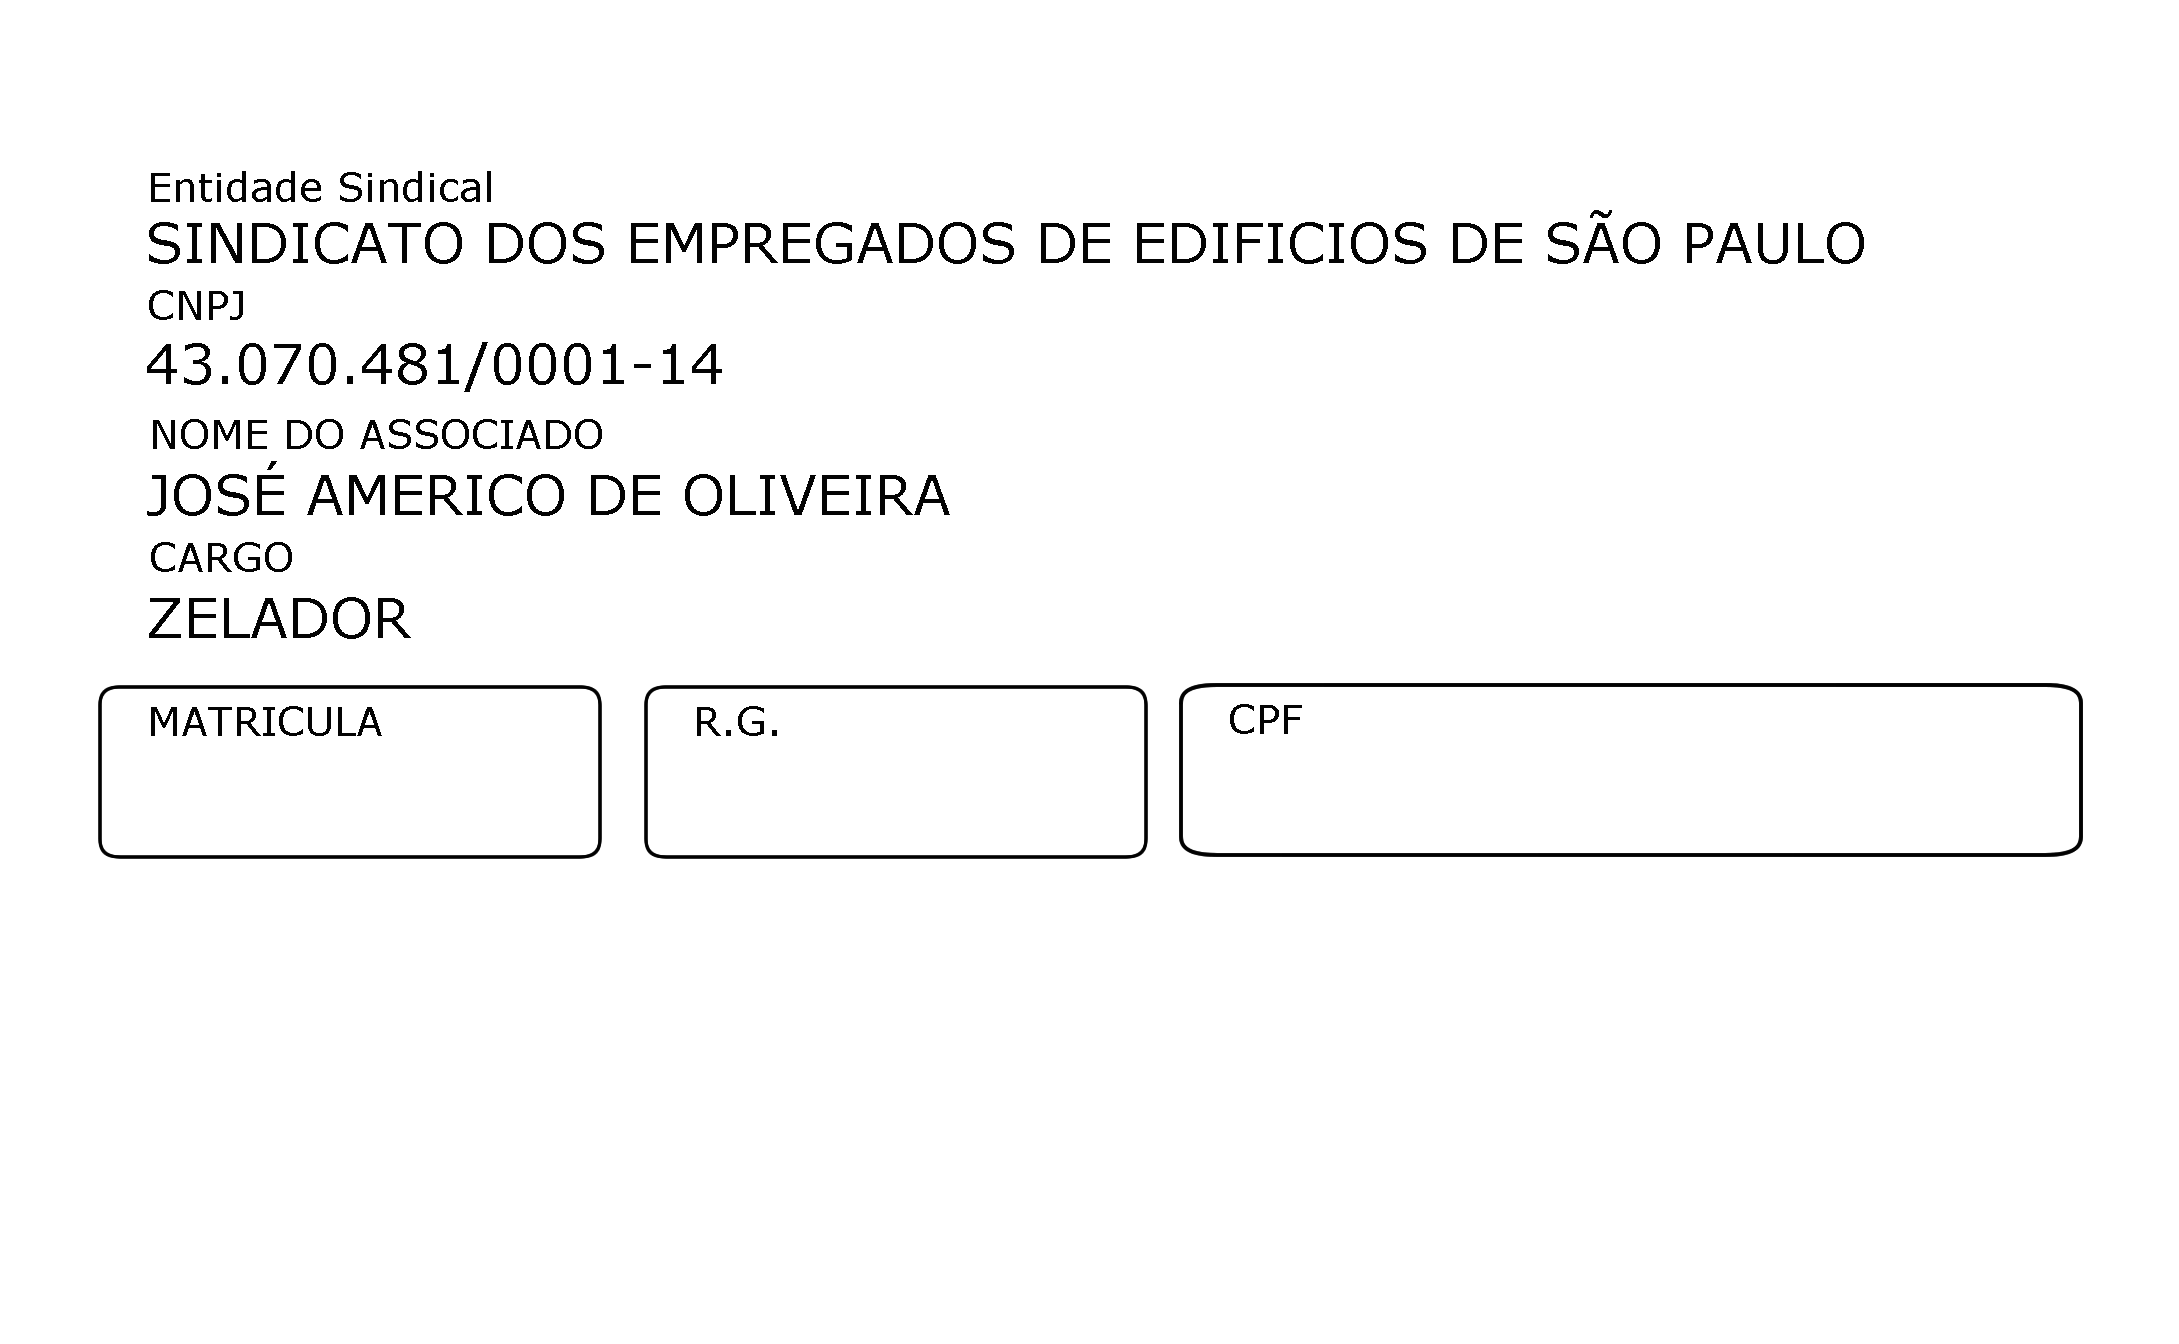 Entidade Sindical
SINDICATO DOS EMPREGADOS DE EDIFICIOS DE SÃO PAULO
CNPJ
43.070.481/0001-14
NOME DO ASSOCIADO
JOSÉ AMERICO DE OLIVEIRA
CARGO
ZELADOR
MATRICULA
R.G.
CPF